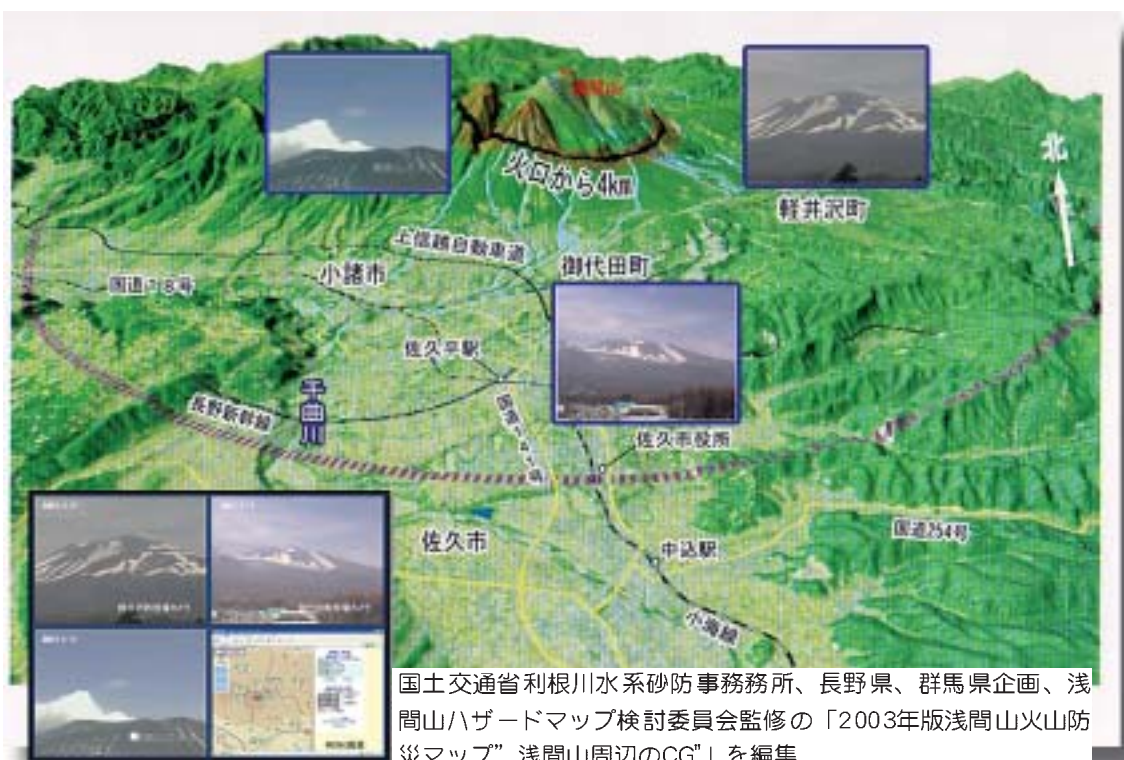 北
火口から4km
軽井沢町
上信越自動車道
御代田町
小諸市
国道18号
佐久平駅
千曲川
長野新幹線
佐久市役所
佐久市
国道254号
中込駅
小海線
国土交通省利根川水系砂防事務務所、長野県、群馬県企画、浅
間山ハザードマップ検討委員会監修の「2003年版浅間山火山防
災マップ”浅間山周辺のCG"」を編集